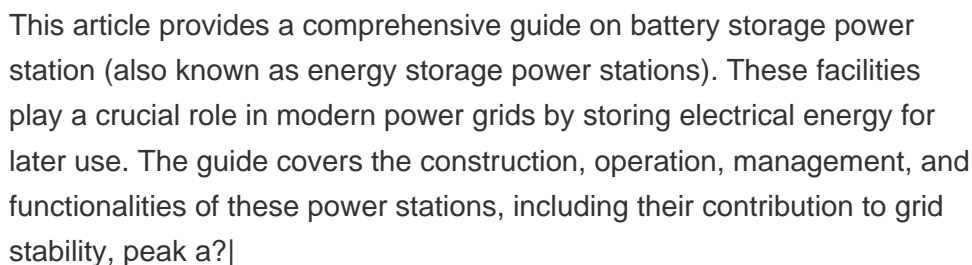 This article provides a comprehensive guide on battery storage power
station (also known as energy storage power stations). These facilities
play a crucial role in modern power grids by storing electrical energy for
later use. The guide covers the construction, operation, management, and
functionalities of these power stations, including their contribution to grid
stability, peak a?|